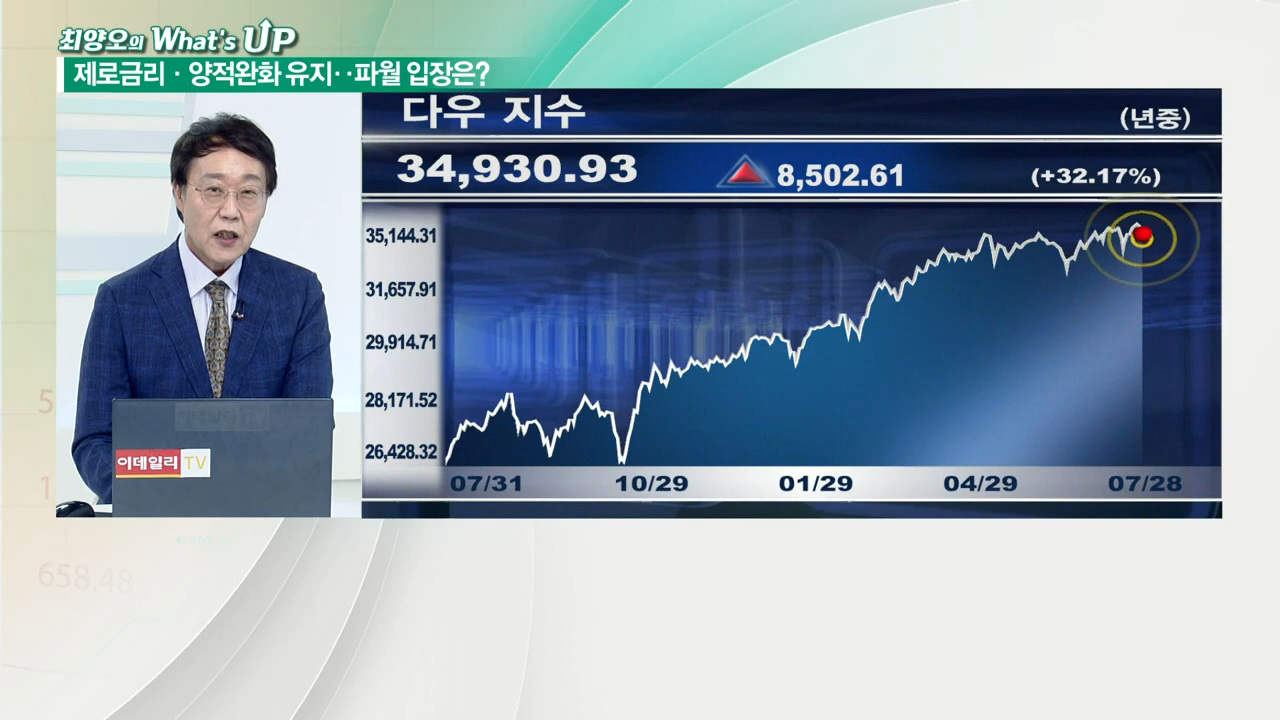 최양오의 What's UP
제로금리 · 양적완화 유지‥파월 입장은?
다우 지수
(년중)
34,930.93
8,502.61
(+32.17%)
35,144.31
31,657.91
29,914.71
28,171.52
26,428.32
07/31
10/29
01/29
04/29
07/28
이데일리 TV
658.48